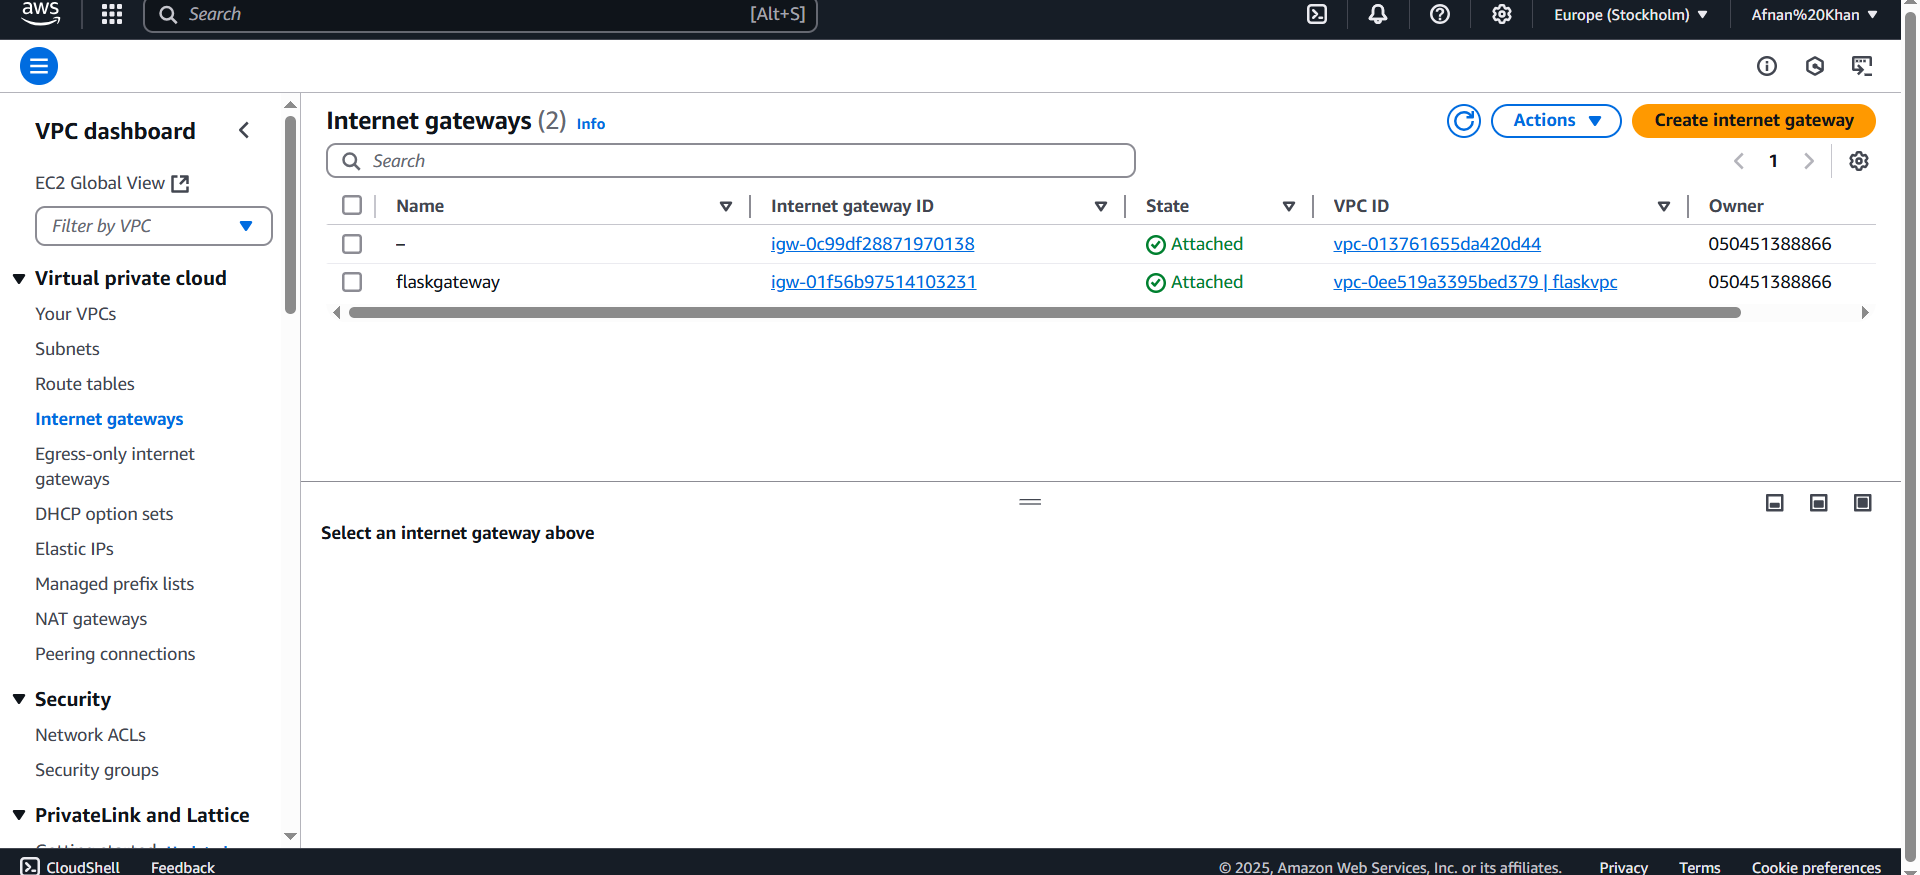 aws
Search [Alt+S]
Europe (Stockholm)
Afnan%20Khan
VPC dashboard
EC2 Global View
Filter by VPC
Virtual private cloud
Your VPCs
Subnets
Route tables
Internet gateways
Egress-only internet
gateways
DHCP option sets
Elastic IPs
Managed prefix lists
NAT gateways
Peering connections
Security
Network ACLs
Security groups
PrivateLink and Lattice
Internet gateways (2) Info
Actions
Create internet gateway
Search
1
Name Internet gateway ID State VPC ID Owner
– igw-0c99df28871970138 Attached vpc-013761655da420d44 050451388866
flaskgateway igw-01f56b97514103231 Attached vpc-0ee519a3395bed379 | flaskvpc 050451388866
Select an internet gateway above
CloudShell Feedback © 2025, Amazon Web Services, Inc. or its affiliates. Privacy Terms Cookie preferences